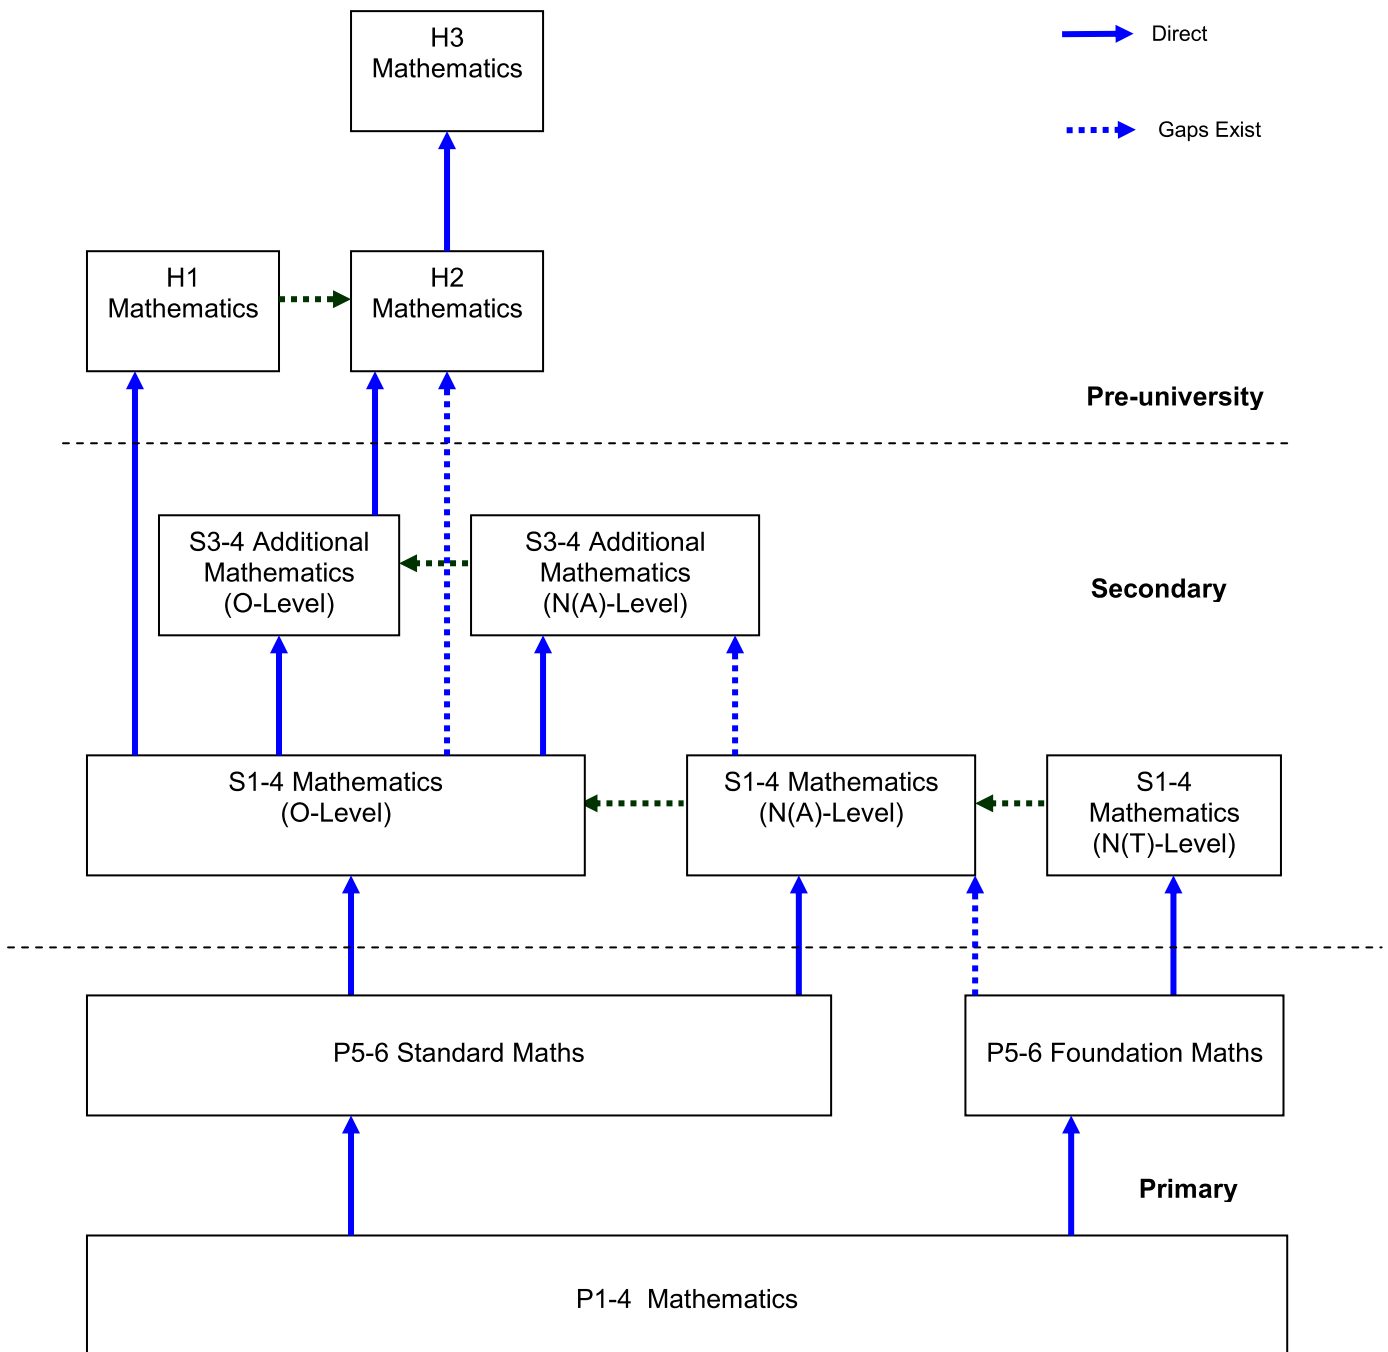 H3
Mathematics
Direct
Gaps Exist
H1
Mathematics
H2
Mathematics
Pre-university
S3-4 Additional
Mathematics
(O-Level)
S3-4 Additional
Mathematics
(N(A)-Level)
Secondary
S1-4 Mathematics
(O-Level)
S1-4 Mathematics
(N(A)-Level)
S1-4
Mathematics
(N(T)-Level)
P5-6 Standard Maths
P5-6 Foundation Maths
Primary
P1-4 Mathematics